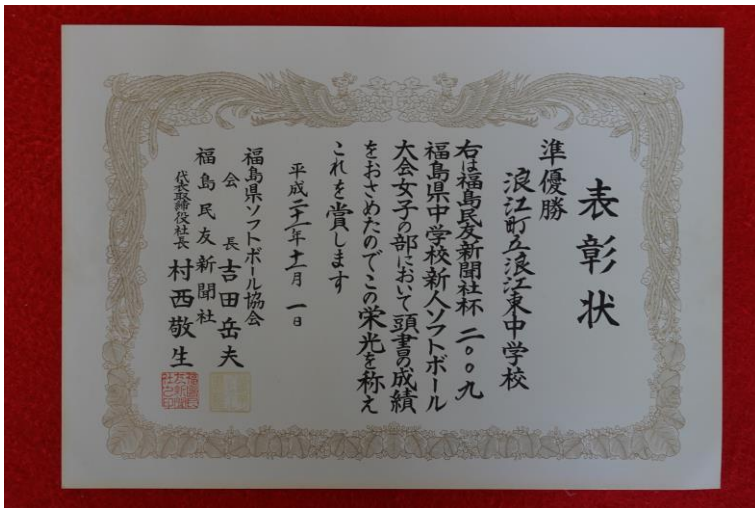 表彰状
準優勝
浪江町立浪江東中学校
右は福島民友新聞社杯 二〇〇九
福島県中学校新人ソフトボール
大会女子の部において頭書の成績
をおさめたのでこの栄光を称え
これを賞します
平成二十一年十一月一日
福島県ソフトボール協会
会長 吉田岳夫
福島民友新聞社
代表取締役社長 村西敬生